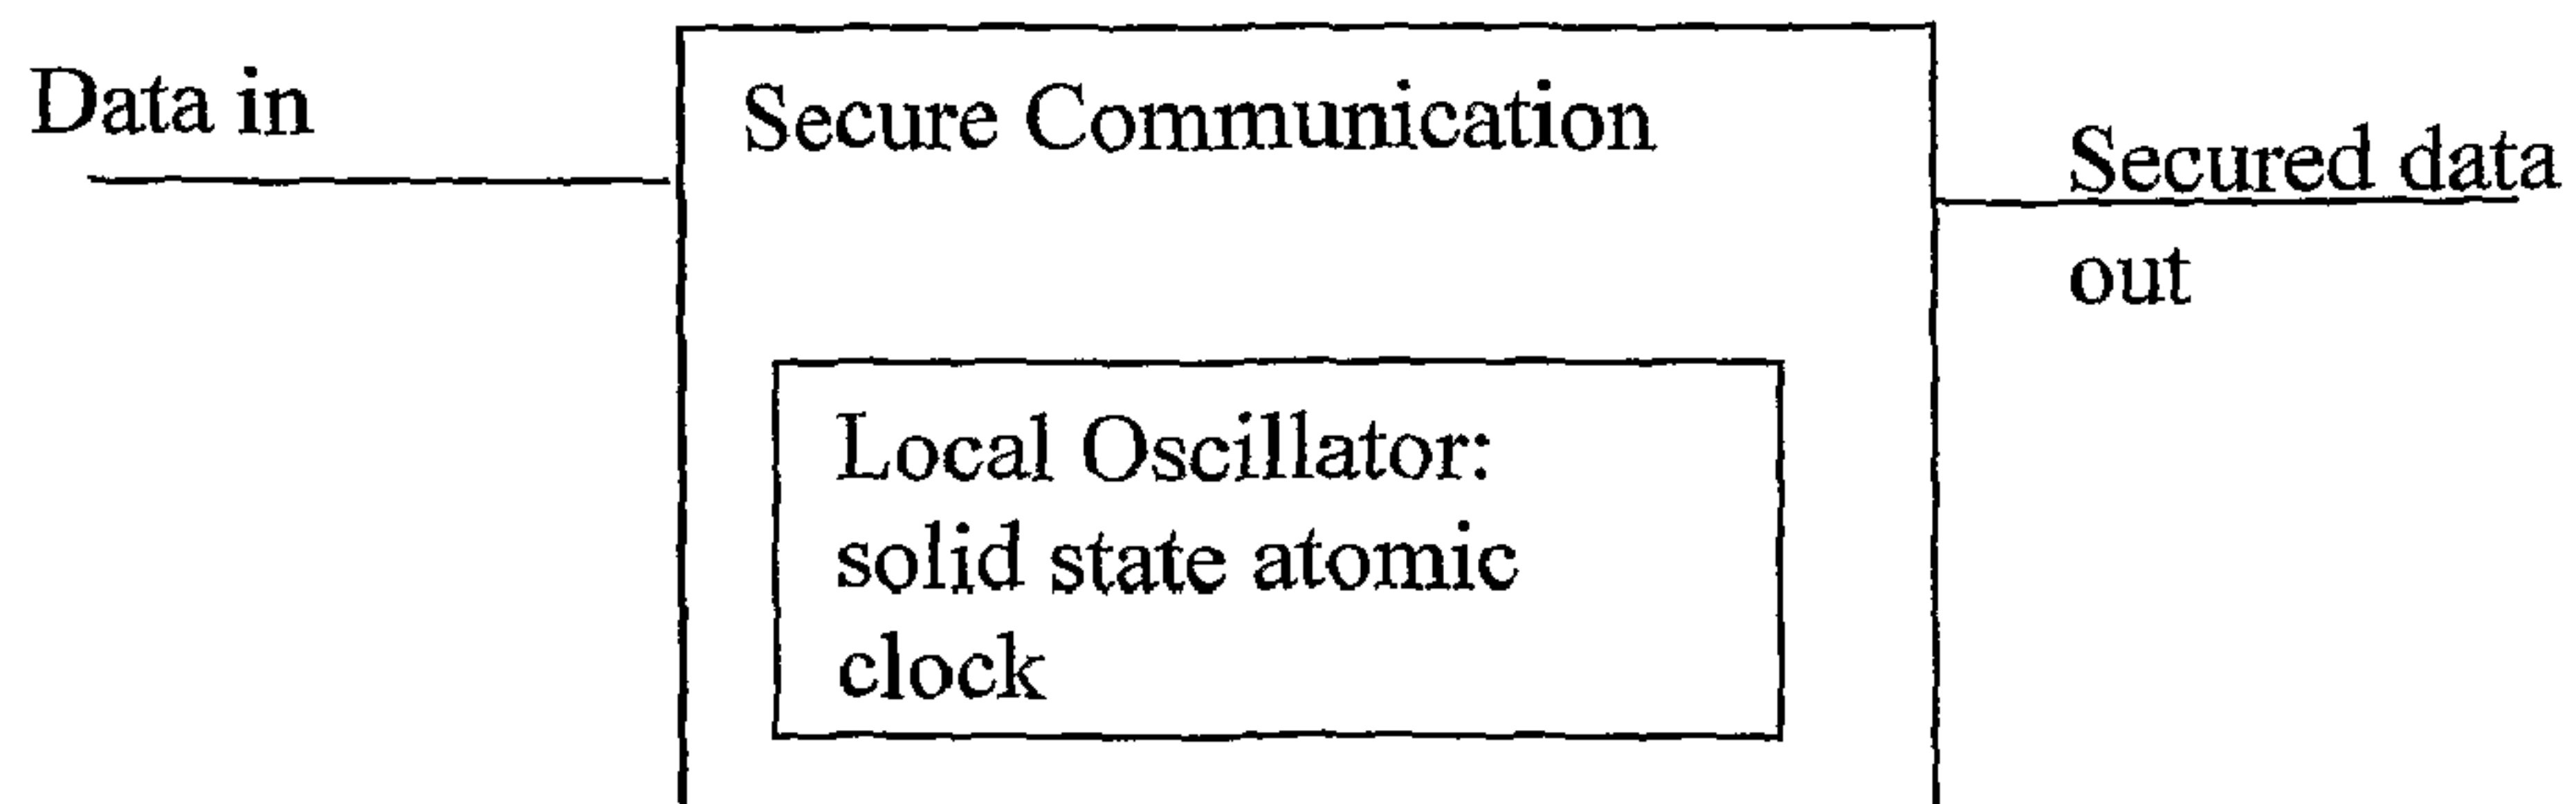 Data in
Secure Communication
Secured data
out
Local Oscillator:
solid state atomic
clock